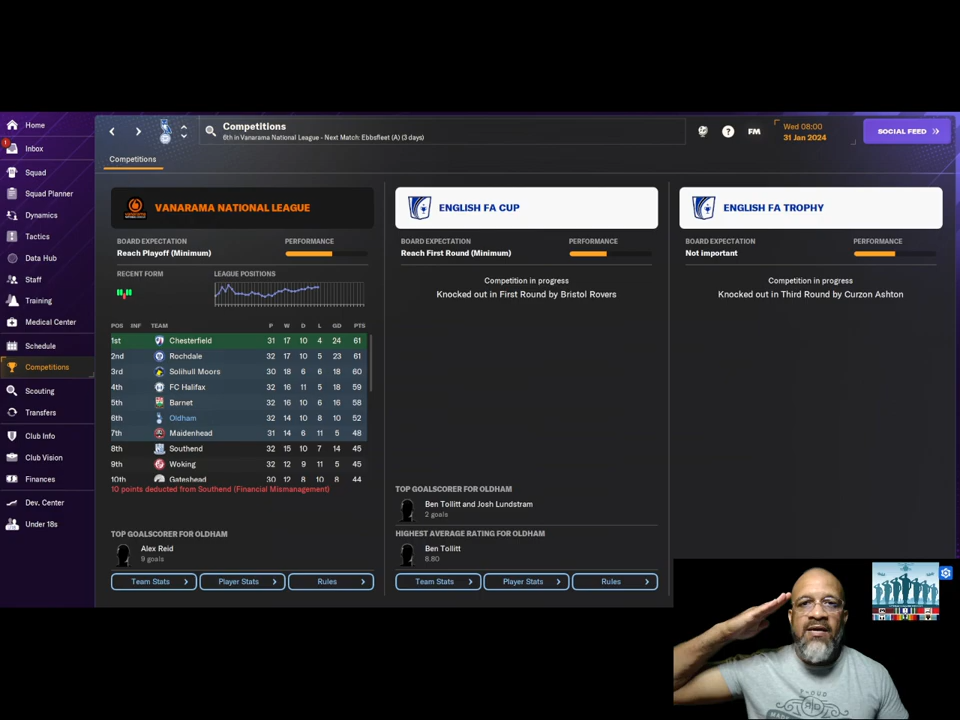 Home
Inbox
Squad
Squad Planner
Dynamics
Tactics
Data Hub
Staff
Training
Medical Center
Schedule
Competitions
Scouting
Transfers
Club Info
Club Vision
Finances
Dev. Center
Under 18s
Competitions
6th in Vanarama National League - Next Match: Ebbsfleet (A) (3 days)
FM
Wed 08:00
31 Jan 2024
SOCIAL FEED
Competitions
VANARAMA NATIONAL LEAGUE
BOARD EXPECTATION PERFORMANCE
Reach Playoff (Minimum)
RECENT FORM LEAGUE POSITIONS
POS INF TEAM P W D L GD PTS
1st Chesterfield 31 17 10 4 24 61
2nd Rochdale 32 17 10 5 23 61
3rd Solihull Moors 30 18 6 6 18 60
4th FC Halifax 32 16 11 5 18 59
5th Barnet 32 16 10 6 16 58
6th Oldham 32 14 10 8 10 52
7th Maidenhead 31 14 6 11 5 48
8th Southend 32 15 10 7 14 45
9th Woking 32 12 9 11 5 45
10th Gateshead 30 12 8 10 8 44
10 points deducted from Southend (Financial Mismanagement)
TOP GOALSCORER FOR OLDHAM
Alex Reid
9 goals
Team Stats Player Stats Rules
ENGLISH FA CUP
BOARD EXPECTATION PERFORMANCE
Reach First Round (Minimum)
Competition in progress
Knocked out in First Round by Bristol Rovers
TOP GOALSCORER FOR OLDHAM
Ben Tollitt and Josh Lundstram
2 goals
HIGHEST AVERAGE RATING FOR OLDHAM
Ben Tollitt
8.80
Team Stats Player Stats Rules
ENGLISH FA TROPHY
BOARD EXPECTATION PERFORMANCE
Not important
Competition in progress
Knocked out in Third Round by Curzon Ashton
PROUD